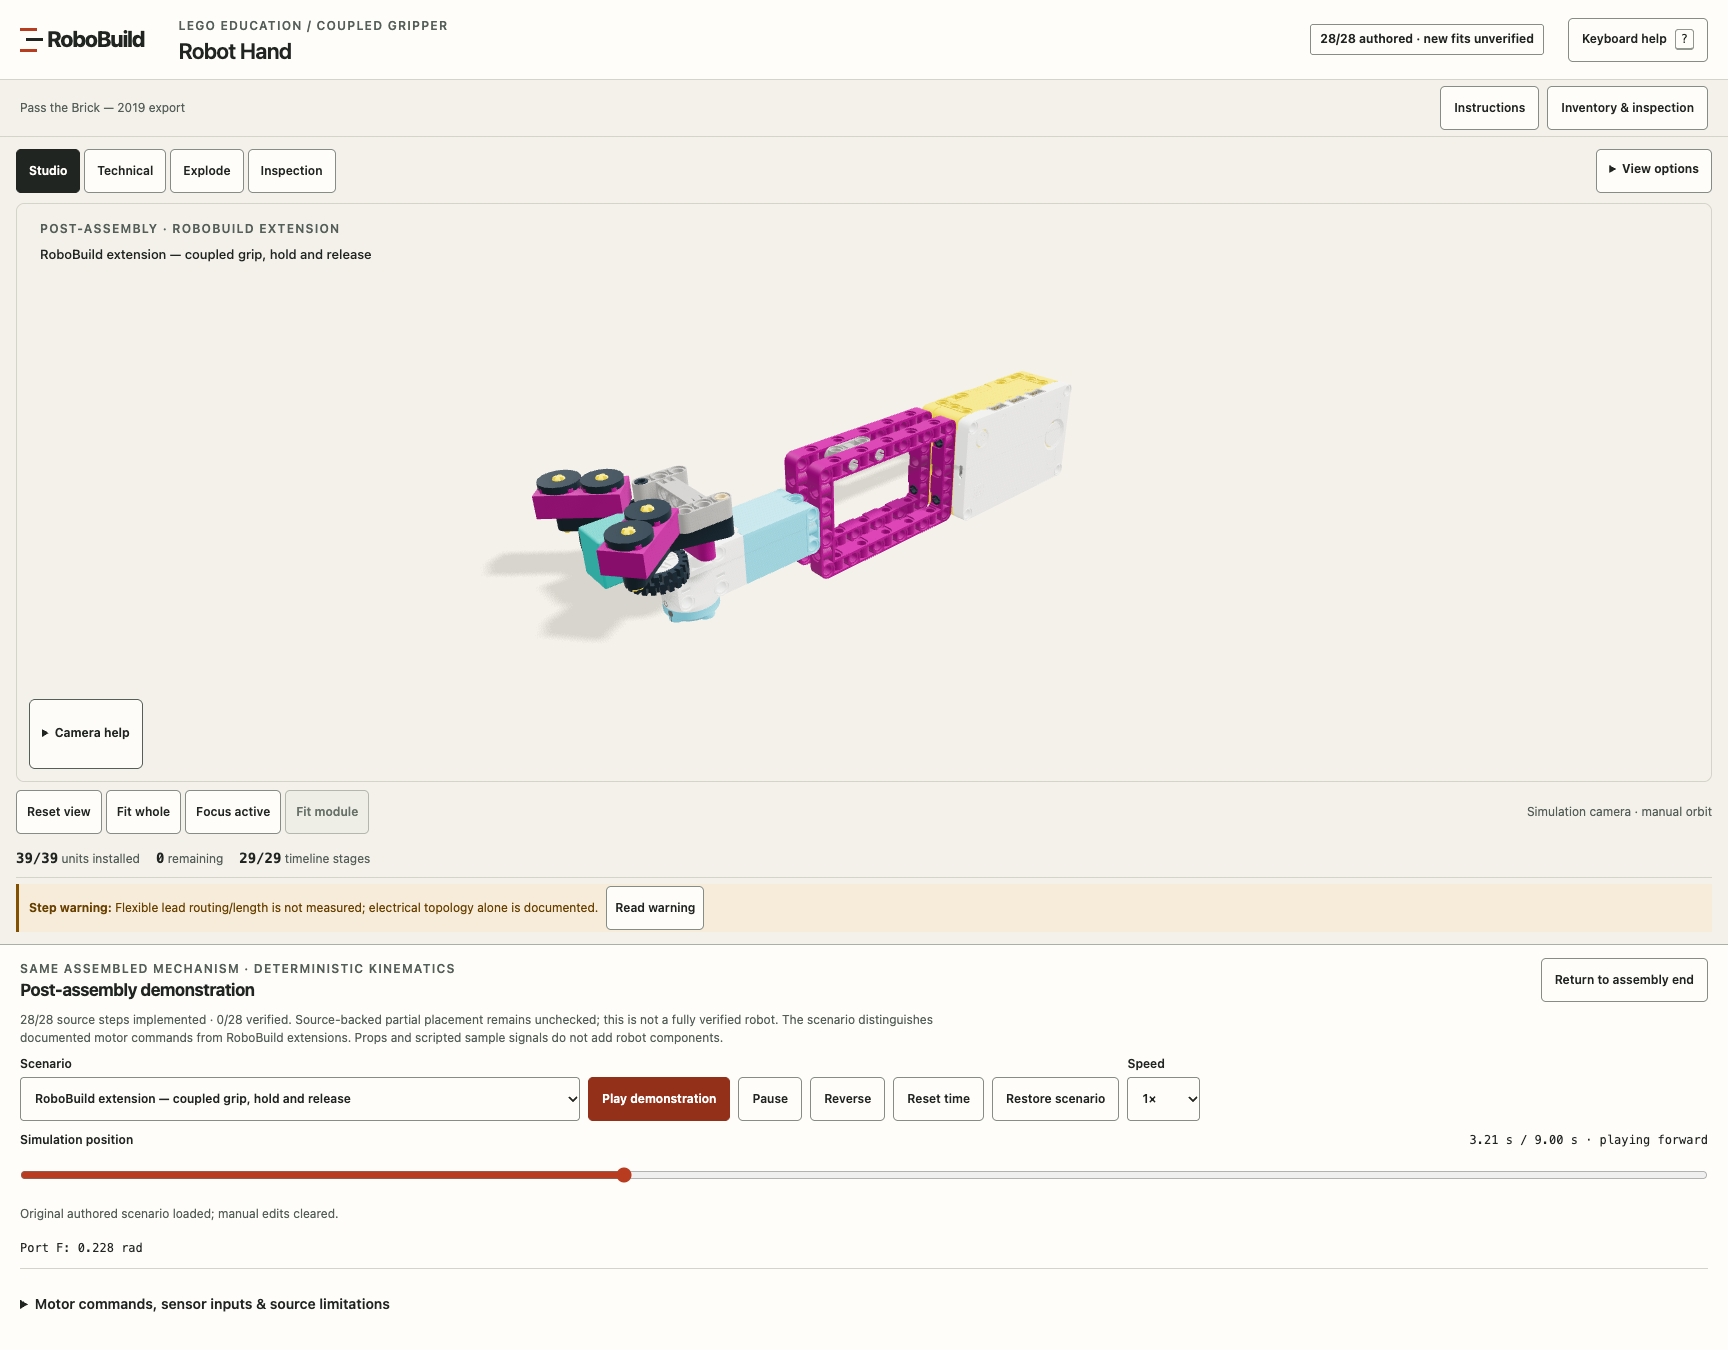 RoboBuild
LEGO EDUCATION / COUPLED GRIPPER
Robot Hand
28/28 authored · new fits unverified
Keyboard help ?
Pass the Brick — 2019 export
Instructions
Inventory & inspection
Studio
Technical
Explode
Inspection
View options
POST-ASSEMBLY · ROBOBUILD EXTENSION
RoboBuild extension — coupled grip, hold and release
Camera help
Reset view
Fit whole
Focus active
Fit module
Simulation camera · manual orbit
39/39 units installed 0 remaining 29/29 timeline stages
Step warning: Flexible lead routing/length is not measured; electrical topology alone is documented.
Read warning
SAME ASSEMBLED MECHANISM · DETERMINISTIC KINEMATICS
Post-assembly demonstration
Return to assembly end
28/28 source steps implemented · 0/28 verified. Source-backed partial placement remains unchecked; this is not a fully verified robot. The scenario distinguishes
documented motor commands from RoboBuild extensions. Props and scripted sample signals do not add robot components.
Scenario
Speed
RoboBuild extension — coupled grip, hold and release
Play demonstration
Pause
Reverse
Reset time
Restore scenario
1×
Simulation position
3.21 s / 9.00 s · playing forward
Original authored scenario loaded; manual edits cleared.
Port F: 0.228 rad
Motor commands, sensor inputs & source limitations